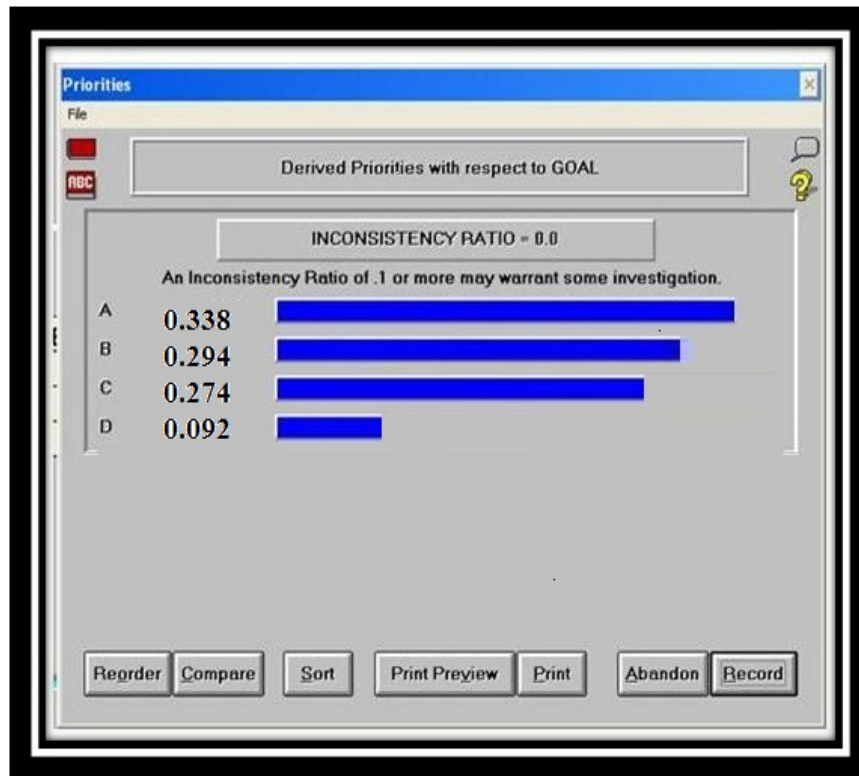 Priorities
File
ABC
Derived Priorities with respect to GOAL
INCONSISTENCY RATIO = 0.0
An Inconsistency Ratio of .1 or more may warrant some investigation.
A 0.338
B 0.294
C 0.274
D 0.092
Reorder Compare Sort Print Preview Print Abandon Record